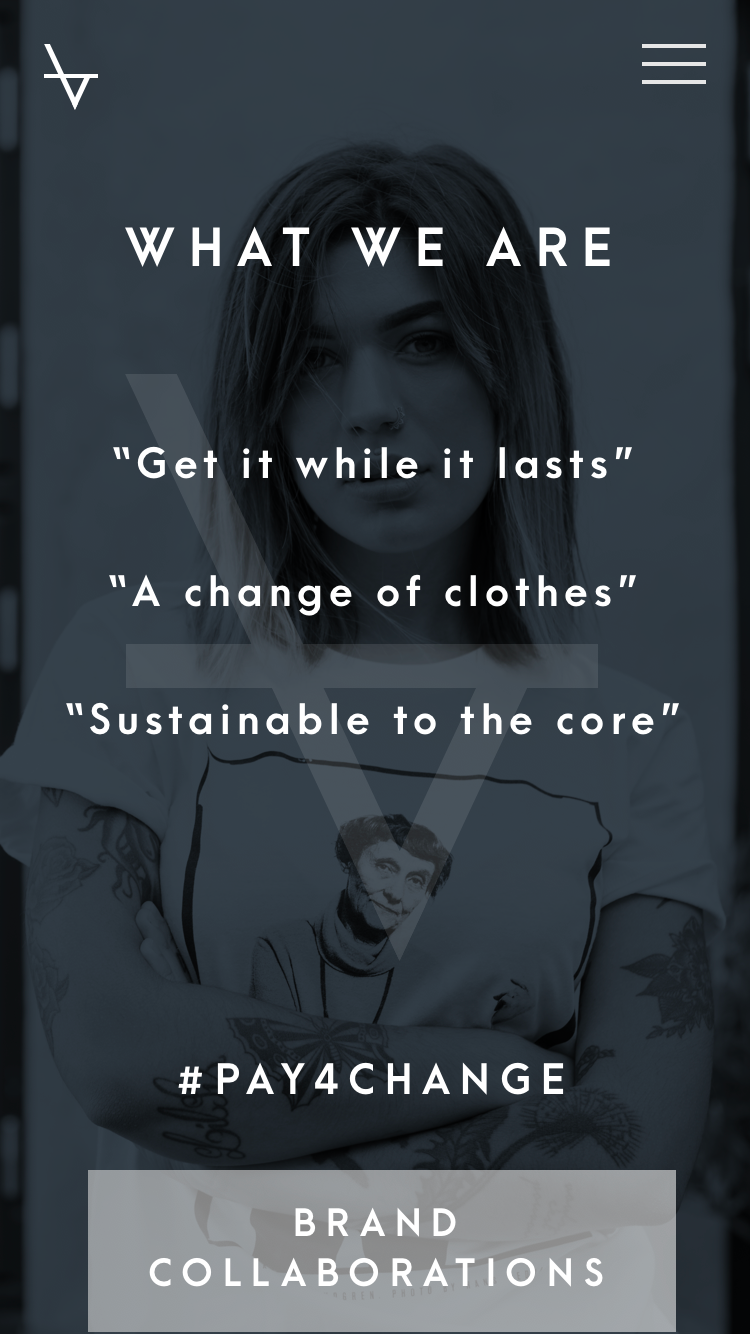 WHAT WE ARE
“Get it while it lasts”
“A change of clothes”
“Sustainable to the core”
#PAY4CHANGE
BRAND
COLLABORATIONS